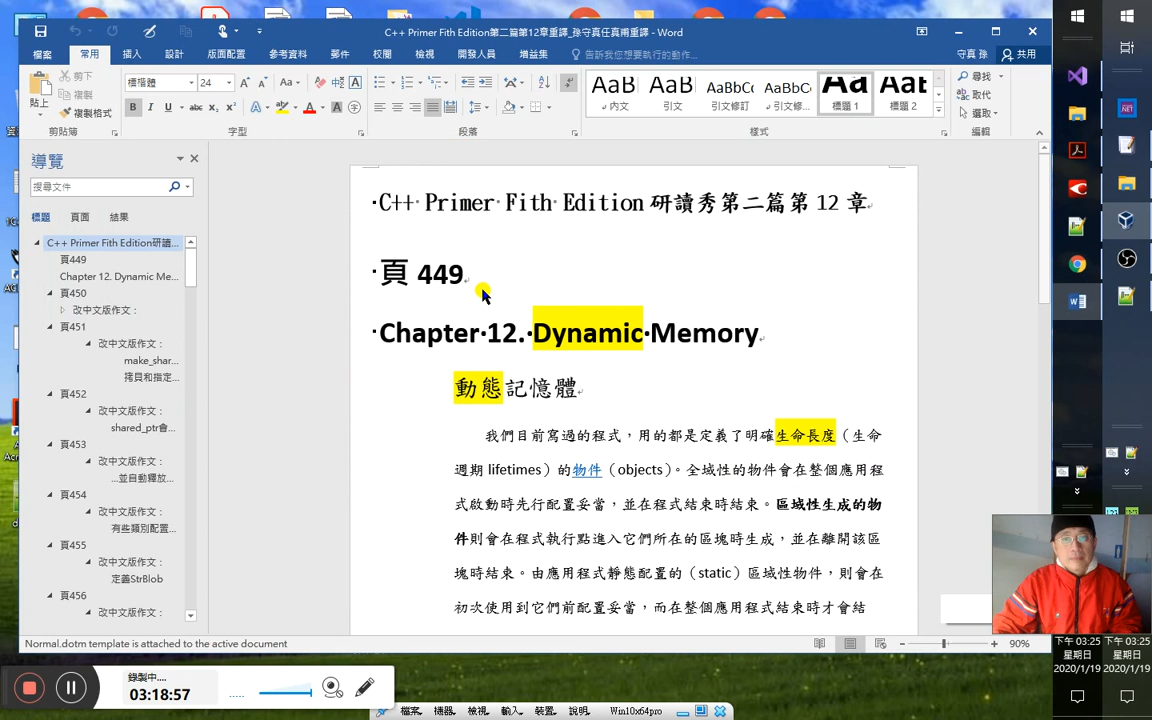 C++ Primer Fith Edition研讀秀第二篇第12章重譯_孫守真任真甫重譯 - Word
檔案 常用 插入 設計 版面配置 參考資料 郵件 校閱 檢視 開發人員 增益集 告訴我您想要執行的動作... 守真 孫 共用
貼上 剪下 複製 複製格式
標楷體 24
AaB AaB AaBbCc AaBbCc Aa Aat
內文 引文 引文修訂 引文修... 標題 1 標題 2
尋找 取代 選取
剪貼簿 字型 段落 樣式 編輯
導覽
搜尋文件
標題 頁面 結果
C++ Primer Fith Edition研讀...
頁449
Chapter 12. Dynamic Me...
頁450
改中文版作文：
頁451
改中文版作文：
make_shar...
拷貝和指定...
頁452
改中文版作文：
shared_ptr會...
頁453
改中文版作文：
...並自動釋放...
頁454
改中文版作文：
有些類別配置...
頁455
改中文版作文：
定義StrBlob
頁456
改中文版作文：
C++ Primer Fith Edition 研讀秀第二篇第 12 章
頁 449
Chapter 12. Dynamic Memory
動態記憶體
我們目前寫過的程式，用的都是定義了明確生命長度（生命
週期 lifetimes）的物件（objects）。全域性的物件會在整個應用程
式啟動時先行配置妥當，並在程式結束時結束。區域性生成的物
件則會在程式執行點進入它們所在的區塊時生成，並在離開該區
塊時結束。由應用程式靜態配置的（static）區域性物件，則會在
初次使用到它們前配置妥當，而在整個應用程式結束時才會結
Normal.dotm template is attached to the active document
90%
錄製中....
03:18:57
檔案 機器 檢視 輸入 裝置 說明 Win10x64pro
下午 03:25
星期日
2020/1/19
下午 03:25
星期日
2020/1/19